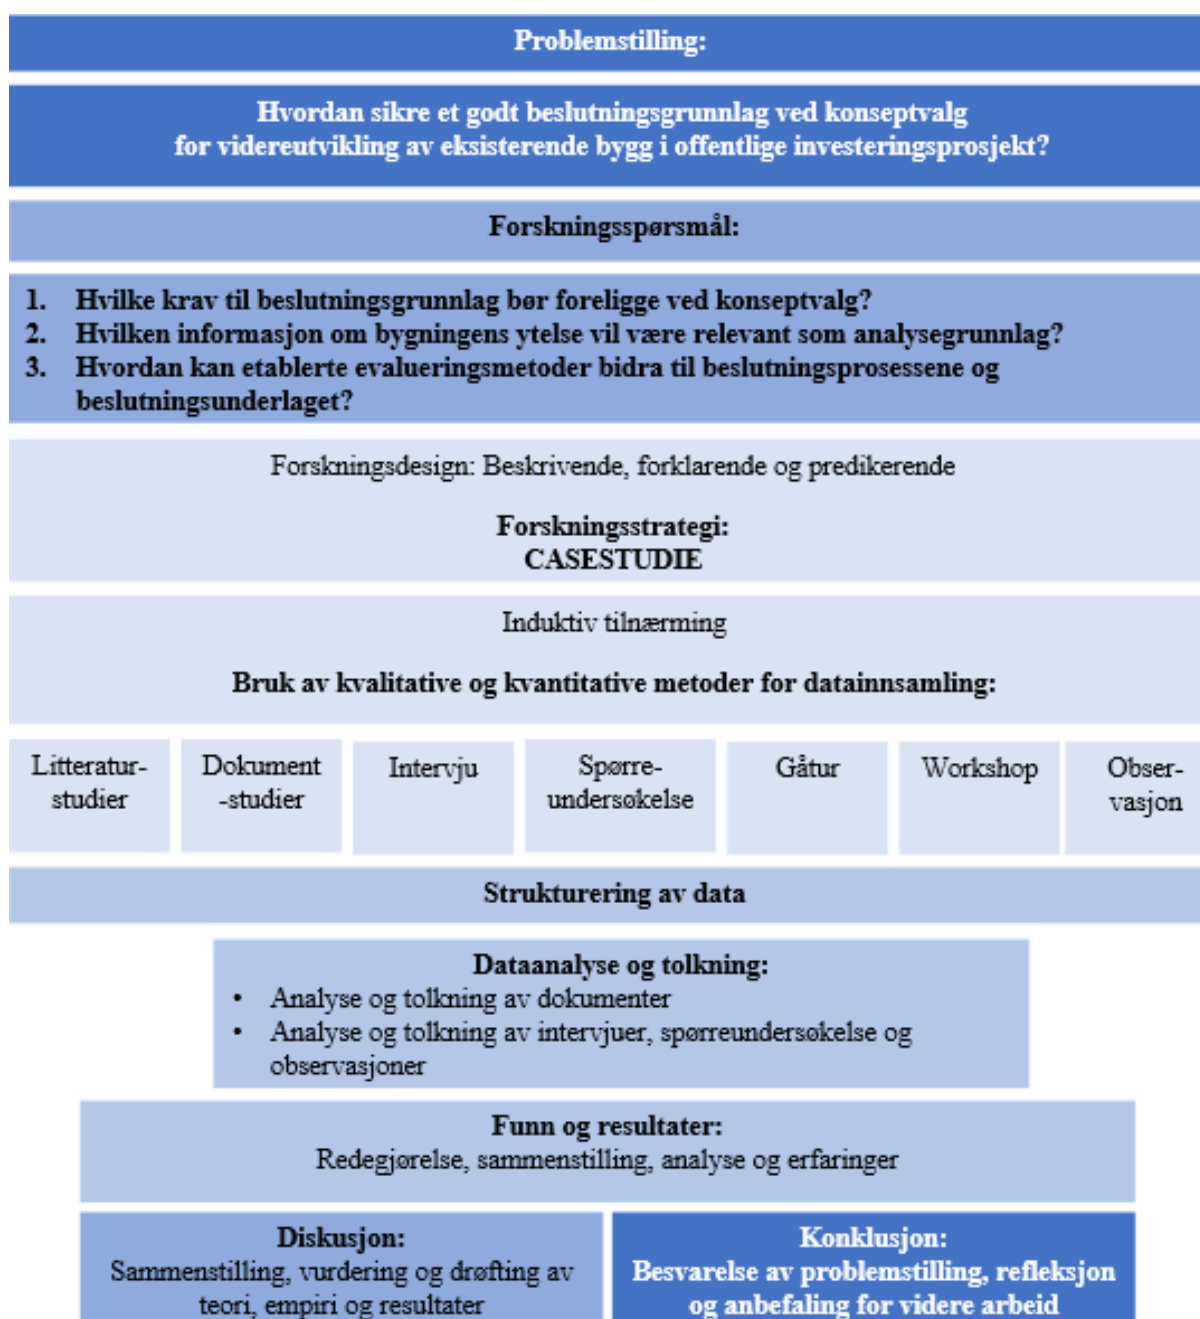 Problemstilling:
Hvordan sikre et godt beslutningsgrunnlag ved konseptvalg
for videreutvikling av eksisterende bygg i offentlige investeringsprosjekt?
Forskningsspørsmål:
1. Hvilke krav til beslutningsgrunnlag bør foreligge ved konseptvalg?
2. Hvilken informasjon om bygningens ytelse vil være relevant som analysegrunnlag?
3. Hvordan kan etablerte evalueringsmetoder bidra til beslutningsprosessene og
beslutningsunderlaget?
Forskningsdesign: Beskrivende, forklarende og predikerende
Forskningsstrategi:
CASESTUDIE
Induktiv tilnærming
Bruk av kvalitative og kvantitative metoder for datainnsamling:
Litteratur-
studier
Dokument
-studier
Intervju
Spørre-
undersøkelse
Gåtur
Workshop
Obser-
vasjon
Strukturering av data
Dataanalyse og tolkning:
• Analyse og tolkning av dokumenter
• Analyse og tolkning av intervjuer, spørreundersøkelse og
observasjoner
Funn og resultater:
Redegjørelse, sammenstilling, analyse og erfaringer
Diskusjon:
Sammenstilling, vurdering og drøfting av
teori, empiri og resultater
Konklusjon:
Besvarelse av problemstilling, refleksjon
og anbefaling for videre arbeid